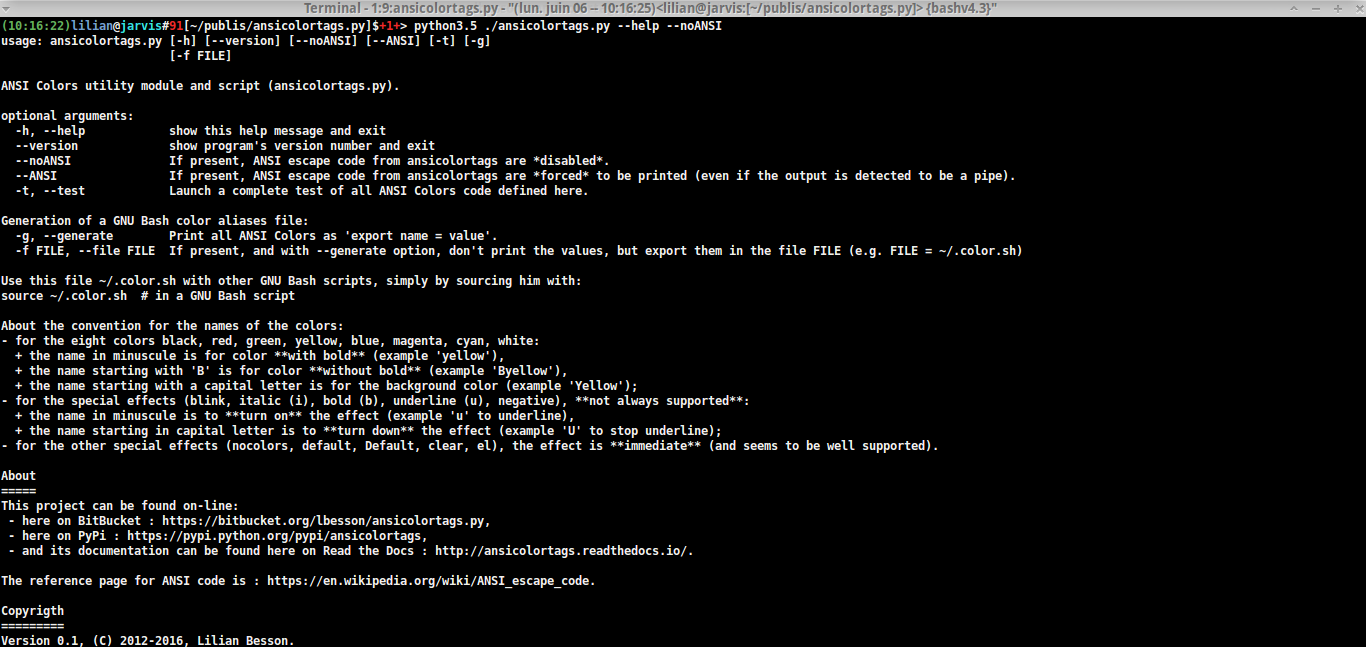 Terminal - 1:9:ansicolortags.py - "(lun. juin 06 -- 10:16:25)<lilian@jarvis:[~/publis/ansicolortags.py]> {bashv4.3}"
(10:16:22)lilian@jarvis#91[~/publis/ansicolortags.py]$+1+> python3.5 ./ansicolortags.py --help --noANSI
usage: ansicolortags.py [-h] [--version] [--noANSI] [--ANSI] [-t] [-g]
                        [-f FILE]

ANSI Colors utility module and script (ansicolortags.py).

optional arguments:
  -h, --help            show this help message and exit
  --version             show program's version number and exit
  --noANSI              If present, ANSI escape code from ansicolortags are *disabled*.
  --ANSI                If present, ANSI escape code from ansicolortags are *forced* to be printed (even if the output is detected to be a pipe).
  -t, --test            Launch a complete test of all ANSI Colors code defined here.

Generation of a GNU Bash color aliases file:
  -g, --generate        Print all ANSI Colors as 'export name = value'.
  -f FILE, --file FILE  If present, and with --generate option, don't print the values, but export them in the file FILE (e.g. FILE = ~/.color.sh)

Use this file ~/.color.sh with other GNU Bash scripts, simply by sourcing him with:
source ~/.color.sh  # in a GNU Bash script

About the convention for the names of the colors:
- for the eight colors black, red, green, yellow, blue, magenta, cyan, white:
  + the name in minuscule is for color **with bold** (example 'yellow'),
  + the name starting with 'B' is for color **without bold** (example 'Byellow'),
  + the name starting with a capital letter is for the background color (example 'Yellow');
- for the special effects (blink, italic (i), bold (b), underline (u), negative), **not always supported**:
  + the name in minuscule is to **turn on** the effect (example 'u' to underline),
  + the name starting in capital letter is to **turn down** the effect (example 'U' to stop underline);
- for the other special effects (nocolors, default, Default, clear, el), the effect is **immediate** (and seems to be well supported).

About
=====
This project can be found on-line:
 - here on BitBucket : https://bitbucket.org/lbesson/ansicolortags.py,
 - here on PyPi : https://pypi.python.org/pypi/ansicolortags,
 - and its documentation can be found here on Read the Docs : http://ansicolortags.readthedocs.io/.

The reference page for ANSI code is : https://en.wikipedia.org/wiki/ANSI_escape_code.

Copyrigth
=========
Version 0.1, (C) 2012-2016, Lilian Besson.